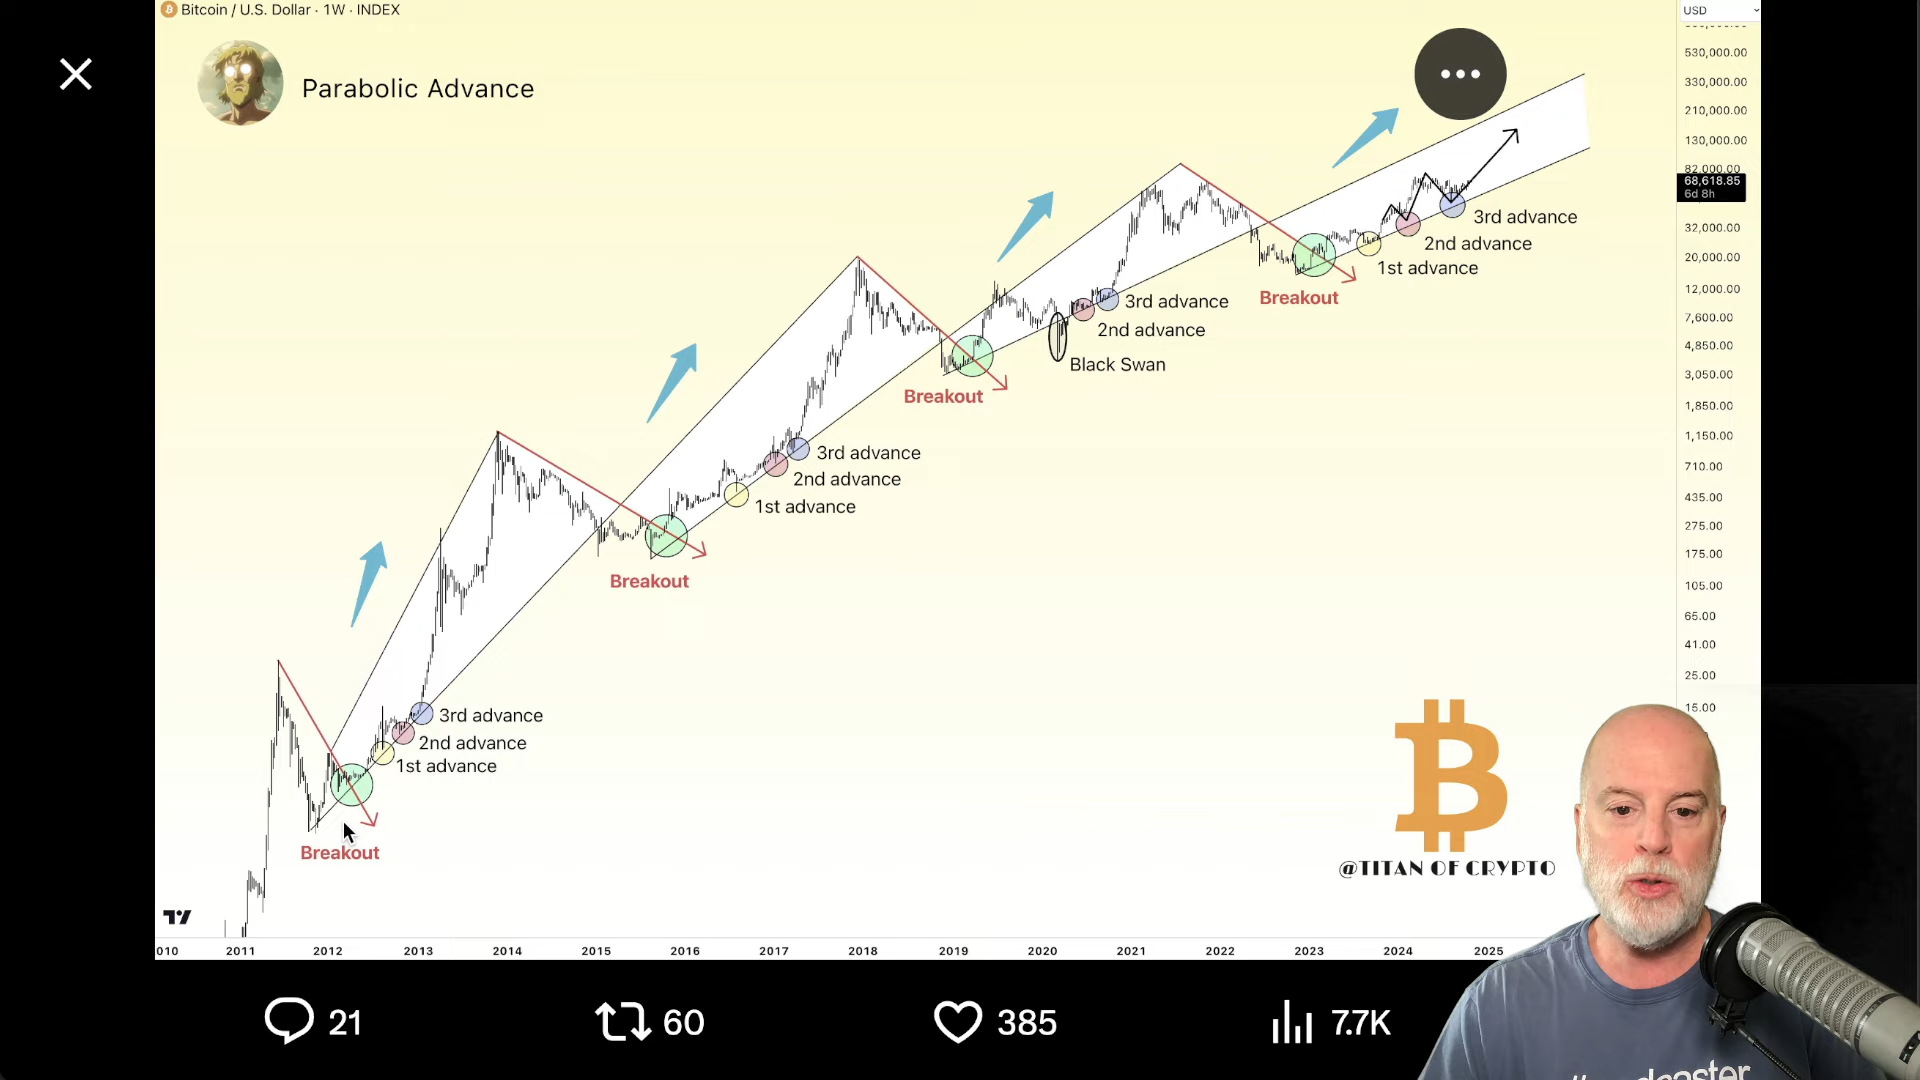 Bitcoin / U.S. Dollar · 1W · INDEX
USD
Parabolic Advance
530,000.00
330,000.00
210,000.00
130,000.00
82,000.00
68,618.85
6d 8h
32,000.00
20,000.00
12,000.00
7,600.00
4,850.00
3,050.00
1,850.00
1,150.00
710.00
435.00
275.00
175.00
105.00
65.00
41.00
25.00
15.00
3rd advance
2nd advance
1st advance
Breakout
3rd advance
2nd advance
Black Swan
Breakout
3rd advance
2nd advance
1st advance
Breakout
3rd advance
2nd advance
1st advance
Breakout
@TITAN OF CRYPTO
2011
2012
2013
2014
2015
2016
2017
2018
2019
2020
2021
2022
2023
2024
2025
21
60
385
7.7K